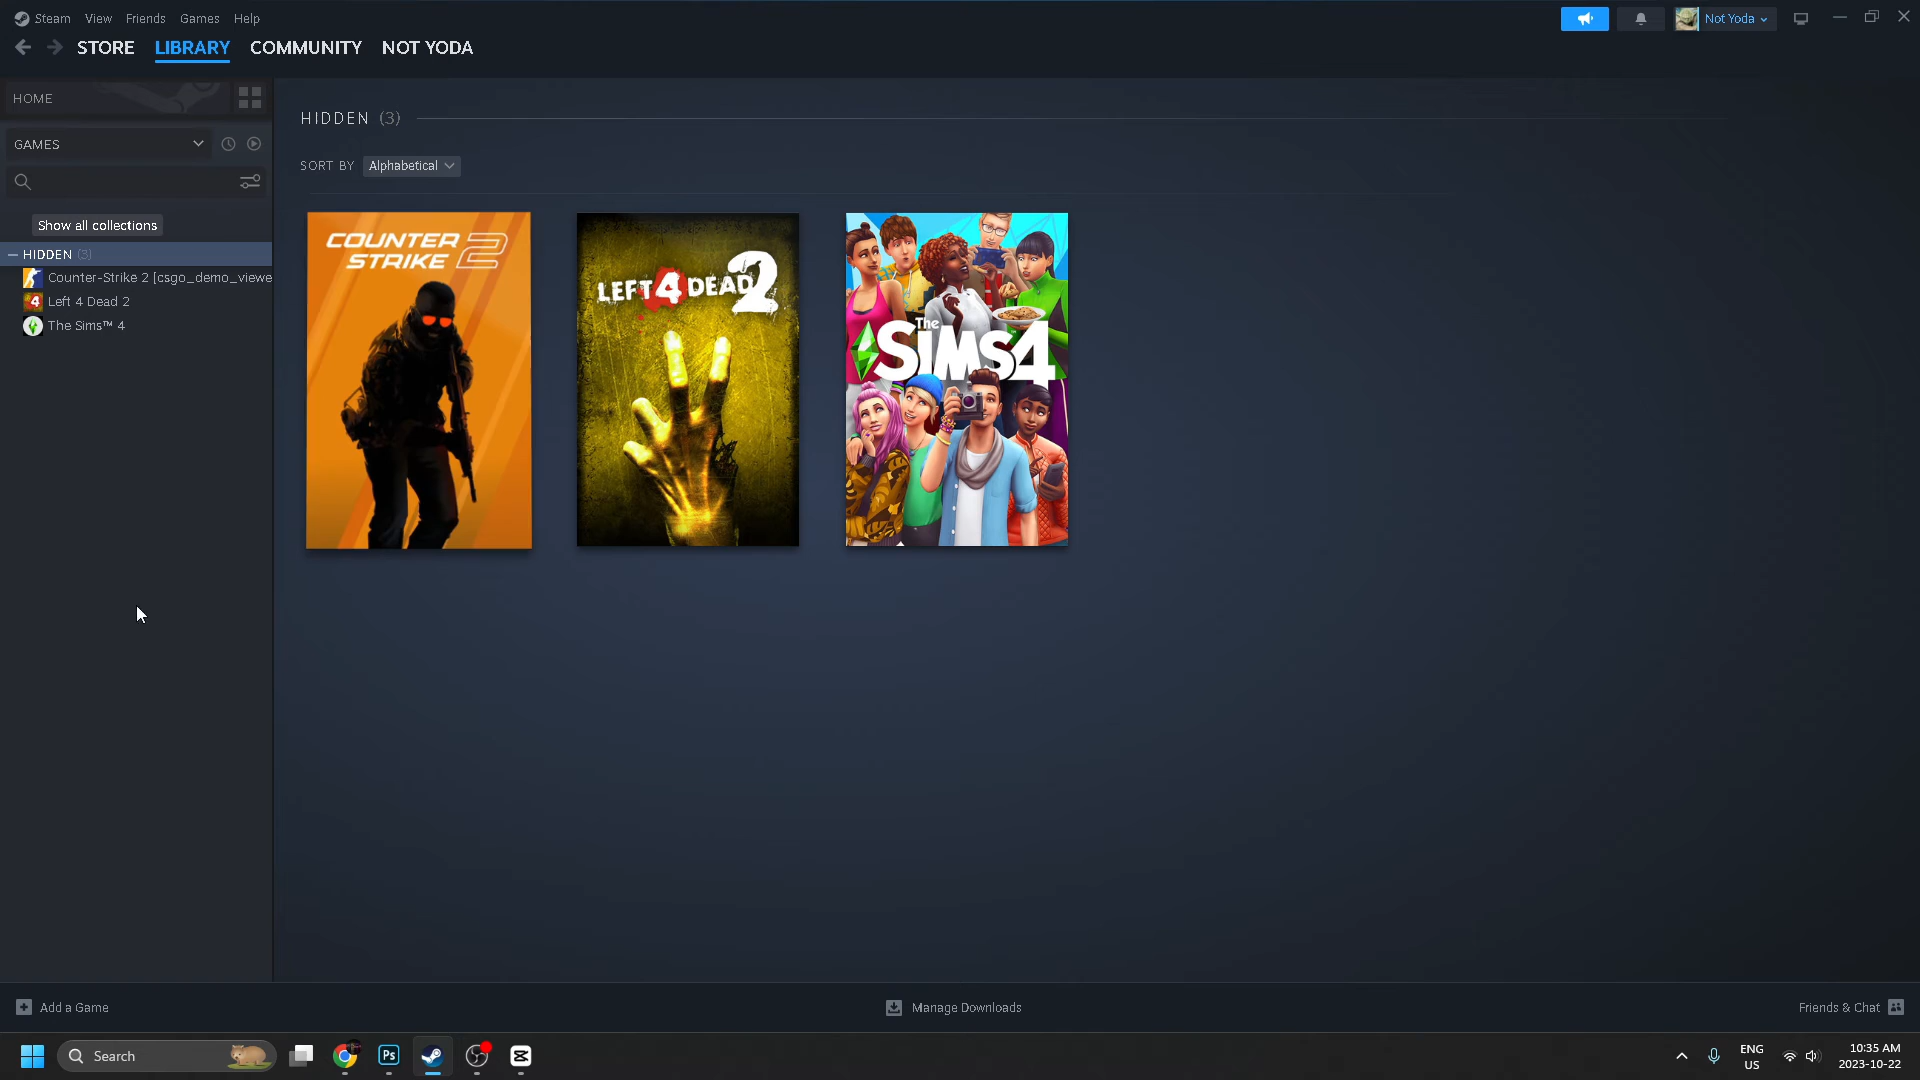 Steam View Friends Games Help
Not Yoda
STORE LIBRARY COMMUNITY NOT YODA
HOME
HIDDEN (3)
GAMES
SORT BY Alphabetical
Show all collections
HIDDEN (3)
Counter-Strike 2 [csgo_demo_viewe
Left 4 Dead 2
The Sims™ 4
COUNTER
STRIKE 2
LEFT 4 DEAD 2
The
SIMS 4
Add a Game
Manage Downloads
Friends & Chat
Search
Ps
ENG
US
10:35 AM
2023-10-22